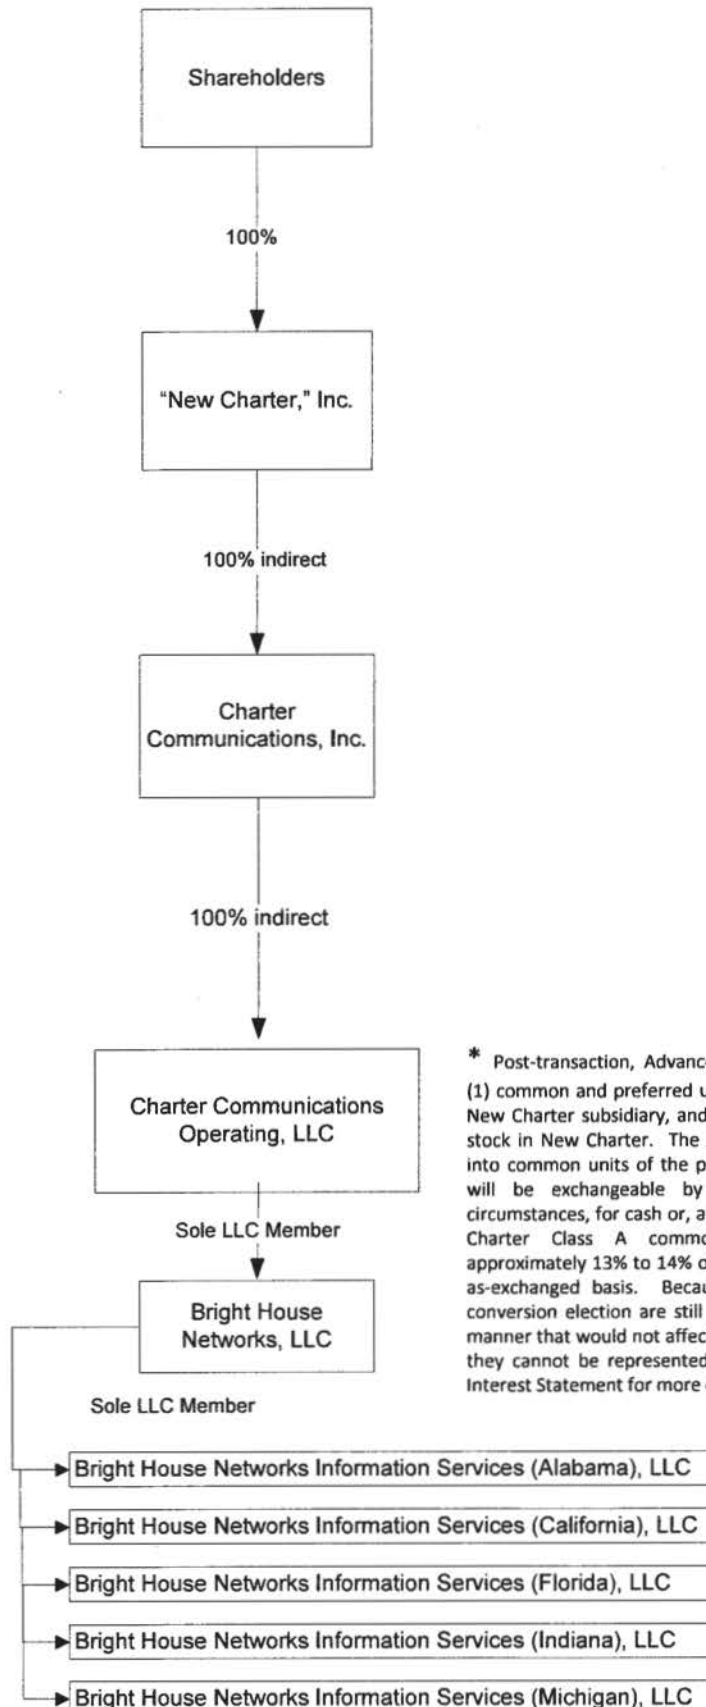 Shareholders
100%
"New Charter," Inc.
100% indirect
Charter
Communications, Inc.
100% indirect
Charter Communications
Operating, LLC
Sole LLC Member
Bright House
Networks, LLC
Sole LLC Member
* Post-transaction, Advanc
(1) common and preferred u
New Charter subsidiary, and
stock in New Charter. The
into common units of the p
will be exchangeable by
circumstances, for cash or, a
Charter Class A commo
approximately 13% to 14% o
as-exchanged basis. Becau
conversion election are still
manner that would not affec
they cannot be represented
Interest Statement for more
Bright House Networks Information Services (Alabama), LLC
Bright House Networks Information Services (California), LLC
Bright House Networks Information Services (Florida), LLC
Bright House Networks Information Services (Indiana), LLC
Bright House Networks Information Services (Michigan), LLC